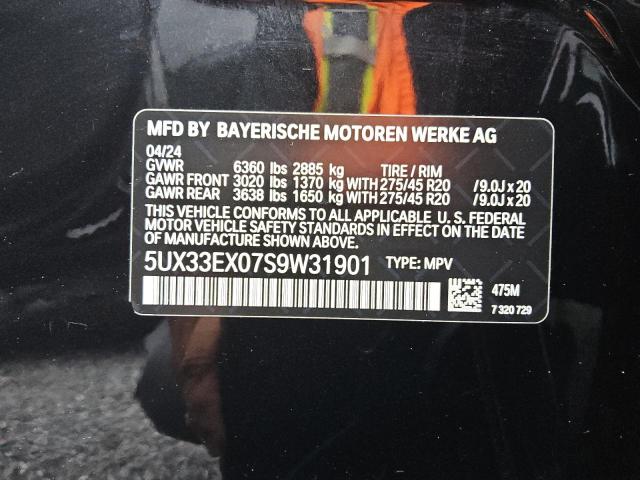 MFD BY BAYERISCHE MOTOREN WERKE AG
04/24
GVWR 6360 lbs 2885 kg TIRE / RIM
GAWR FRONT 3020 lbs 1370 kg WITH 275/45 R20 /9.0J x 20
GAWR REAR 3638 lbs 1650 kg WITH 275/45 R20 /9.0J x 20
THIS VEHICLE CONFORMS TO ALL APPLICABLE U. S. FEDERAL
MOTOR VEHICLE SAFETY STANDARDS IN EFFECT ON THE
DATE OF MANUFACTURE SHOWN ABOVE.
5UX33EX07S9W31901 TYPE: MPV
475M
7 320 729